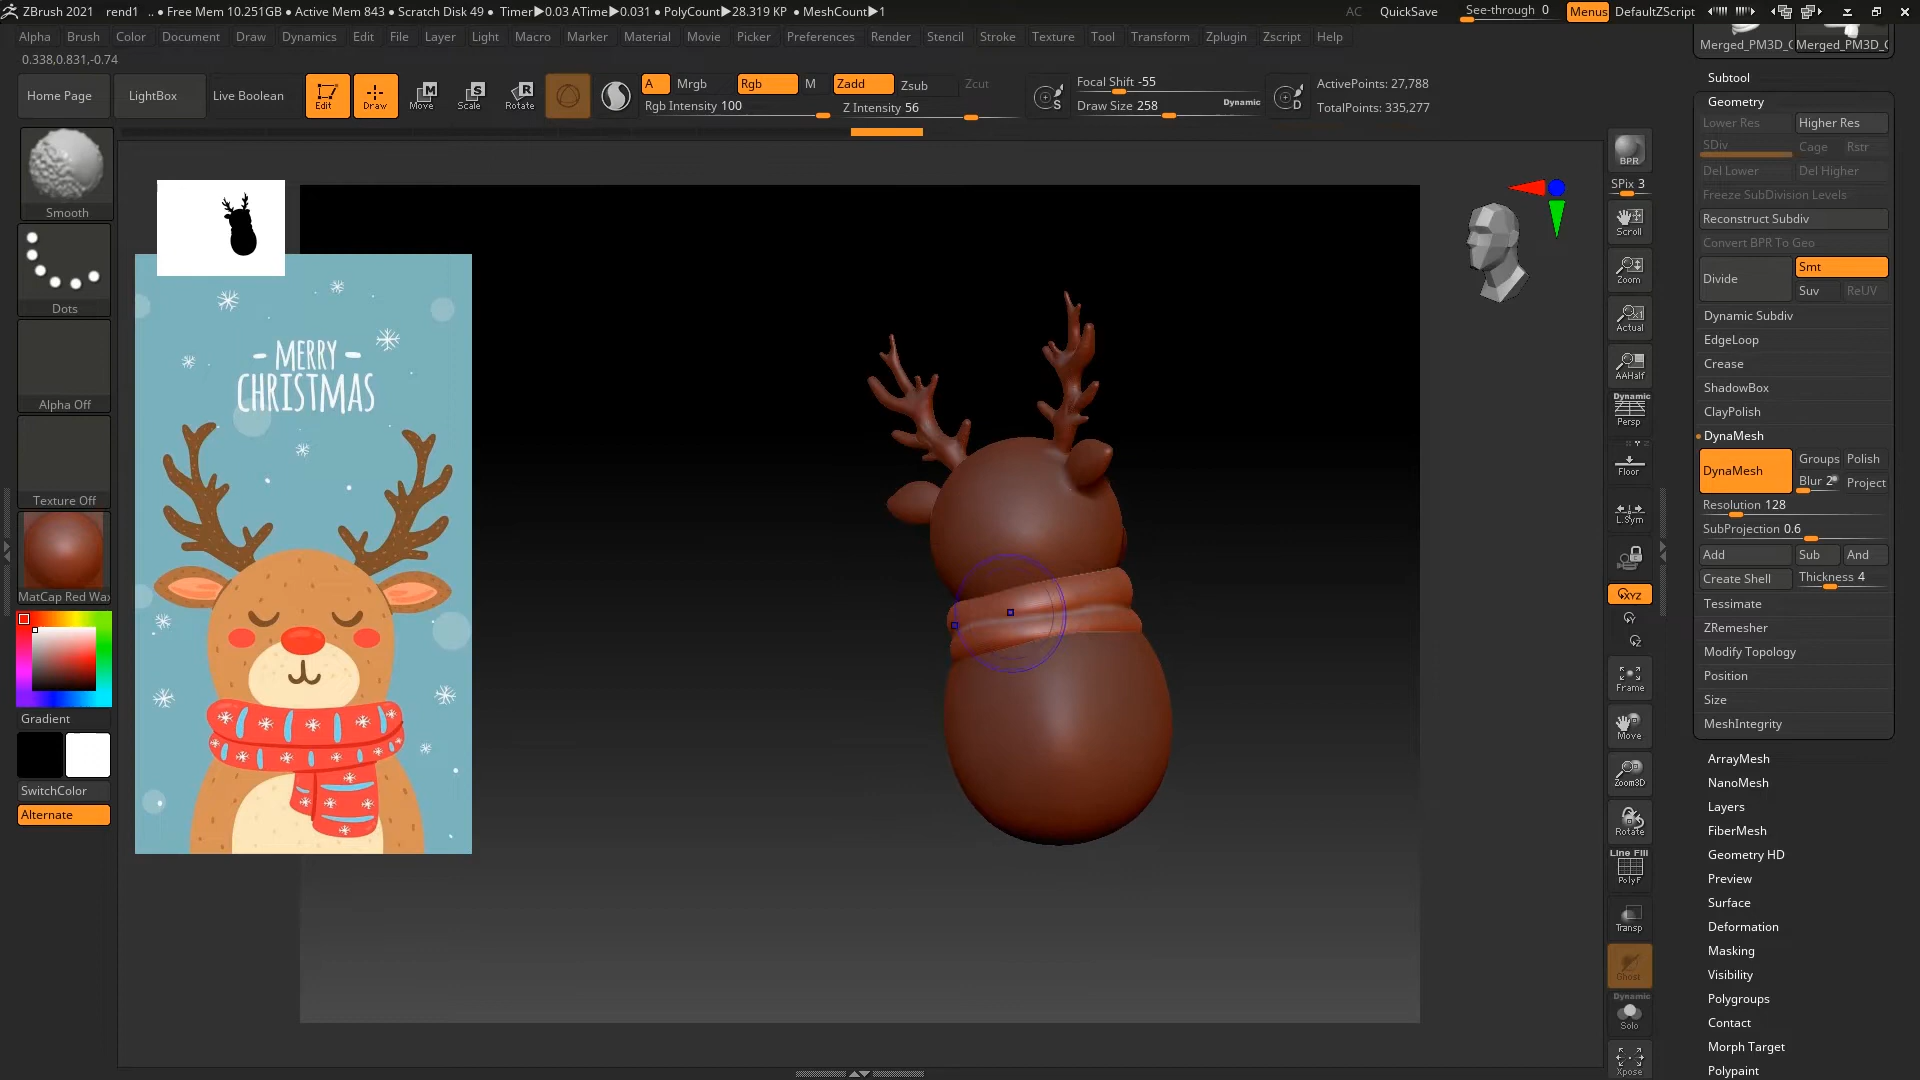 ZBrush 2021 rend1 .. ● Free Mem 10.251GB ● Active Mem 843 ● Scratch Disk 49 ● Timer▶0.03 ATime▶0.031 ● PolyCount▶28.319 KP ● MeshCount▶1
AC QuickSave See-through 0 Menus DefaultZScript
Alpha Brush Color Document Draw Dynamics Edit File Layer Light Macro Marker Material Movie Picker Preferences Render Stencil Stroke Texture Tool Transform Zplugin Zscript Help
0.338,0.831,-0.74
Home Page LightBox Live Boolean Edit Draw Move Scale Rotate
A Mrgb Rgb M Zadd Zsub Zcut
Rgb Intensity 100 Z Intensity 56
Focal Shift -55
Draw Size 258 Dynamic
ActivePoints: 27,788
TotalPoints: 335,277
Smooth
Dots
Alpha Off
Texture Off
MatCap Red Wax
Gradient
SwitchColor
Alternate
- MERRY -
CHRISTMAS
BPR
SPix 3
Scroll
Zoom
Actual
AAHalf
Dynamic
Persp
Floor
L.Sym
XYZ
Frame
Move
Zoom3D
Rotate
Line Fill
PolyF
Transp
Ghost
Dynamic
Solo
Xpose
Merged_PM3D_C Merged_PM3D_C
Subtool
Geometry
Lower Res Higher Res
SDiv Cage Rstr
Del Lower Del Higher
Freeze SubDivision Levels
Reconstruct Subdiv
Convert BPR To Geo
Divide Smt
Suv ReUV
Dynamic Subdiv
EdgeLoop
Crease
ShadowBox
ClayPolish
DynaMesh
DynaMesh Groups Polish
Blur 2 Project
Resolution 128
SubProjection 0.6
Add Sub And
Create Shell Thickness 4
Tessimate
ZRemesher
Modify Topology
Position
Size
MeshIntegrity
ArrayMesh
NanoMesh
Layers
FiberMesh
Geometry HD
Preview
Surface
Deformation
Masking
Visibility
Polygroups
Contact
Morph Target
Polypaint